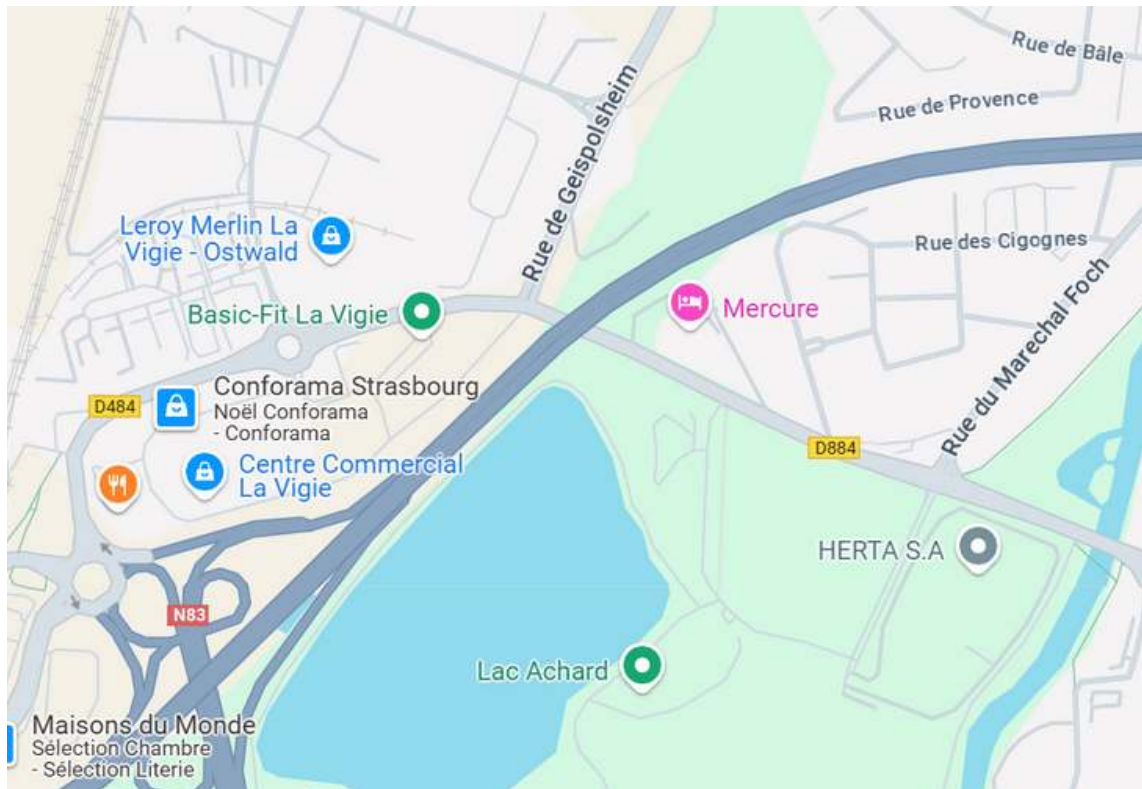 Rue de Bâle
Rue de Provence
Rue de Geispolsheim
Leroy Merlin La
Vigie - Ostwald
Rue des Cigognes
Basic-Fit La Vigie
Mercure
Rue du Marechal Foch
Conforama Strasbourg
Noël Conforama
- Conforama
D484
D884
Centre Commercial
La Vigie
HERTA S.A
N83
Lac Achard
Maisons du Monde
Sélection Chambre
- Sélection Literie